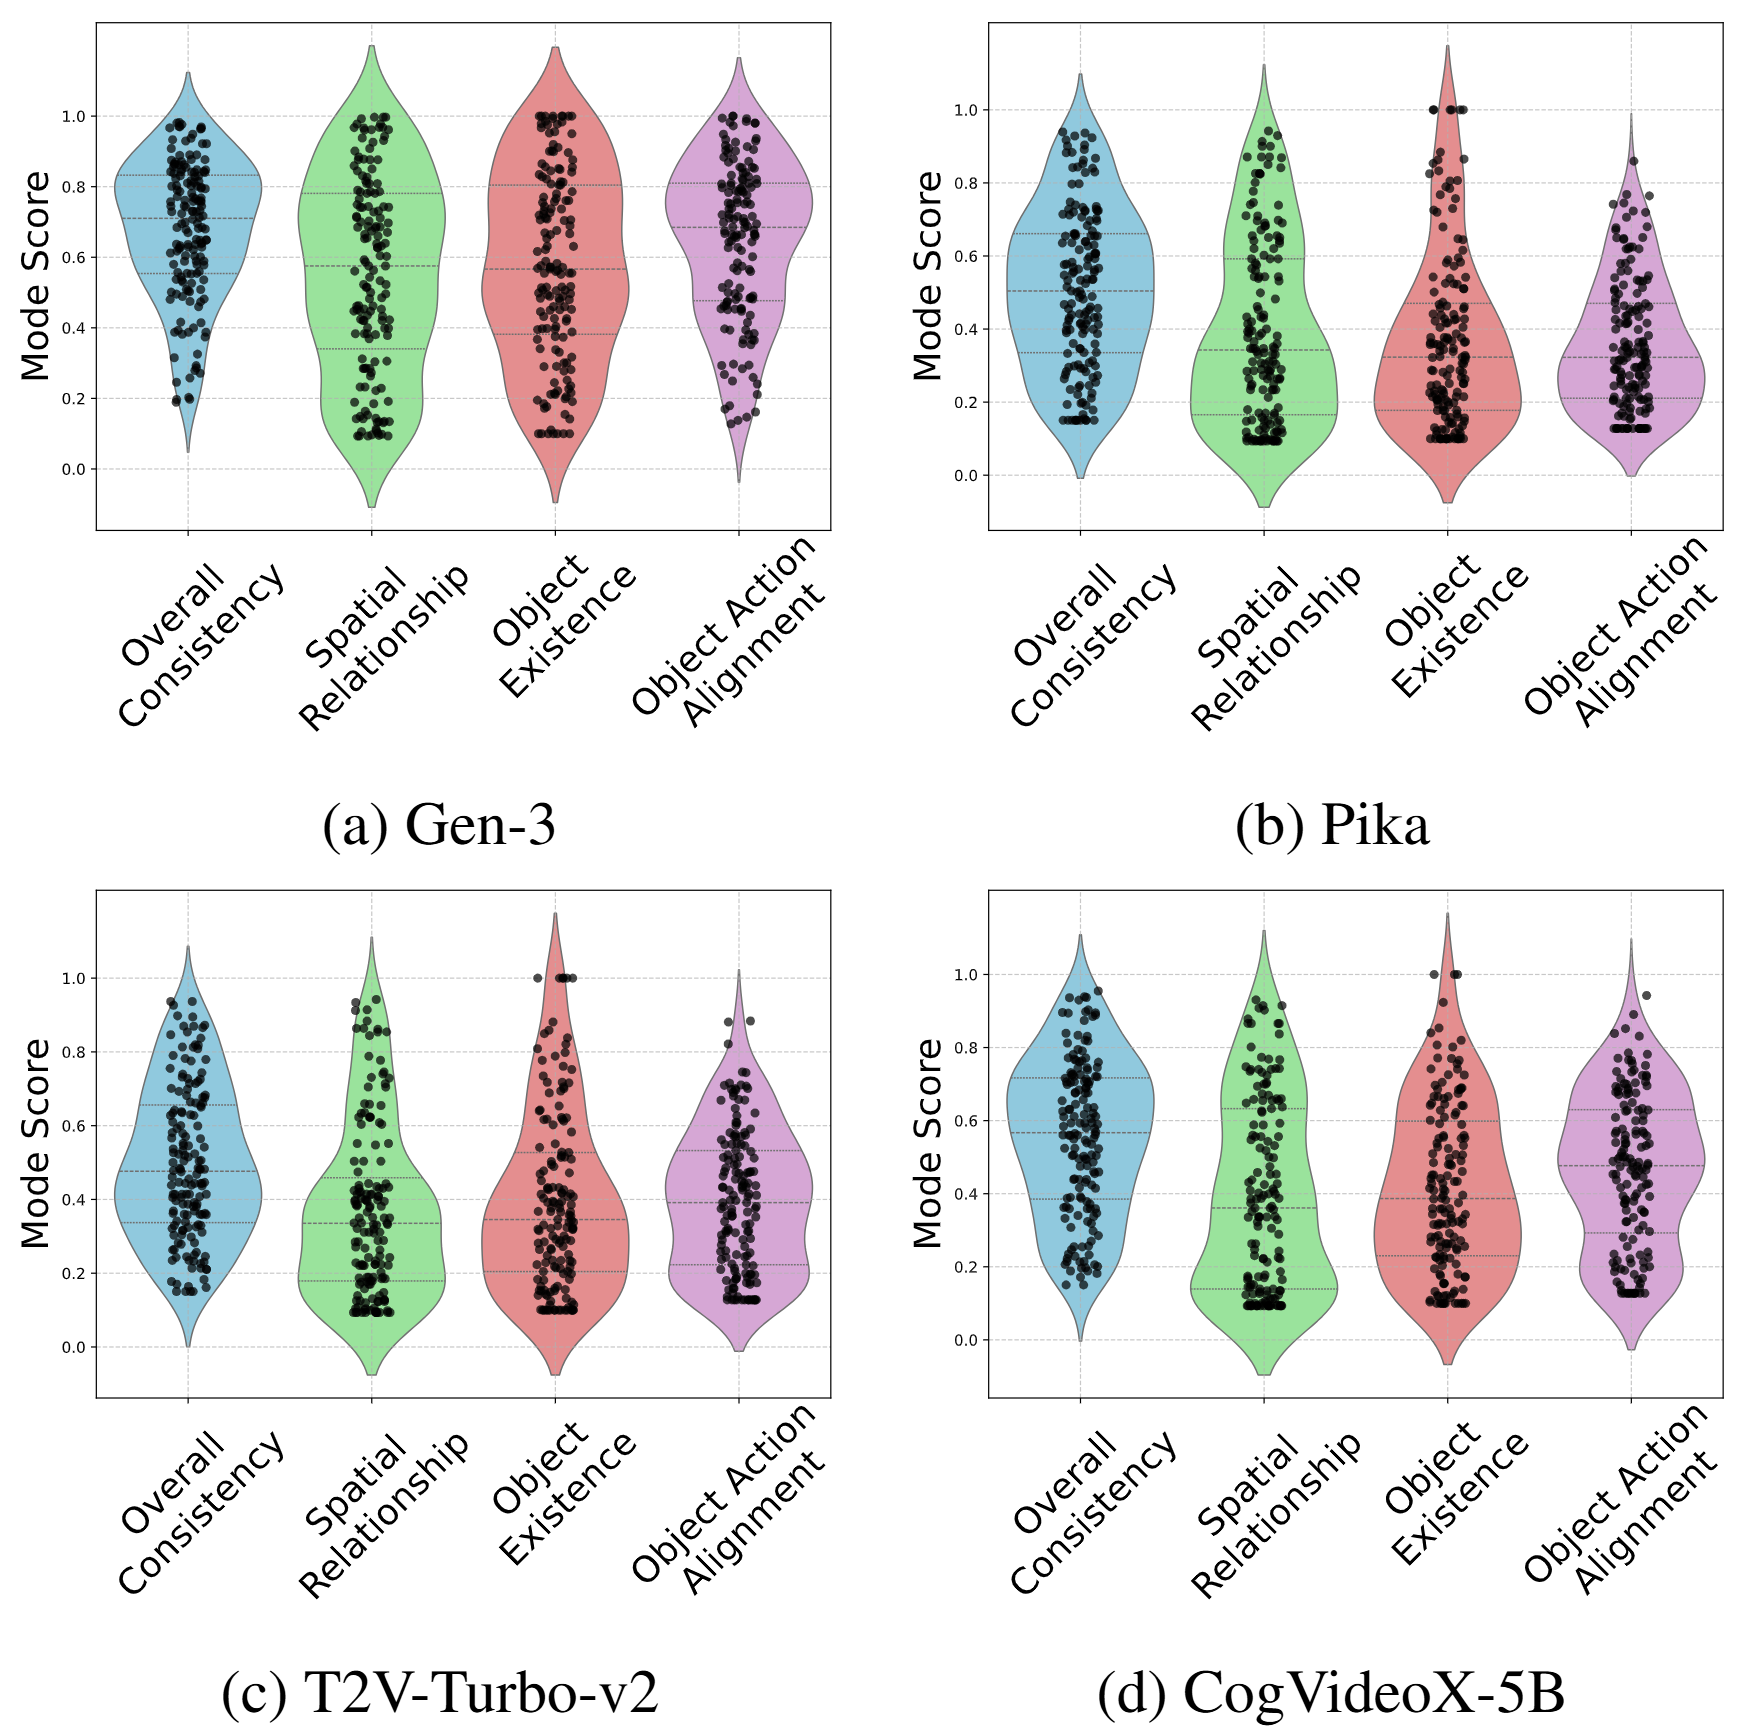 Mode Score
1.0
0.8
0.6
0.4
0.2
0.0
Overall
Consistency
Spatial
Relationship
Object
Existence
Object Action
Alignment
(a) Gen-3
Mode Score
1.0
0.8
0.6
0.4
0.2
0.0
Overall
Consistency
Spatial
Relationship
Object
Existence
Object Action
Alignment
(b) Pika
Mode Score
1.0
0.8
0.6
0.4
0.2
0.0
Overall
Consistency
Spatial
Relationship
Object
Existence
Object Action
Alignment
(c) T2V-Turbo-v2
Mode Score
1.0
0.8
0.6
0.4
0.2
0.0
Overall
Consistency
Spatial
Relationship
Object
Existence
Object Action
Alignment
(d) CogVideoX-5B